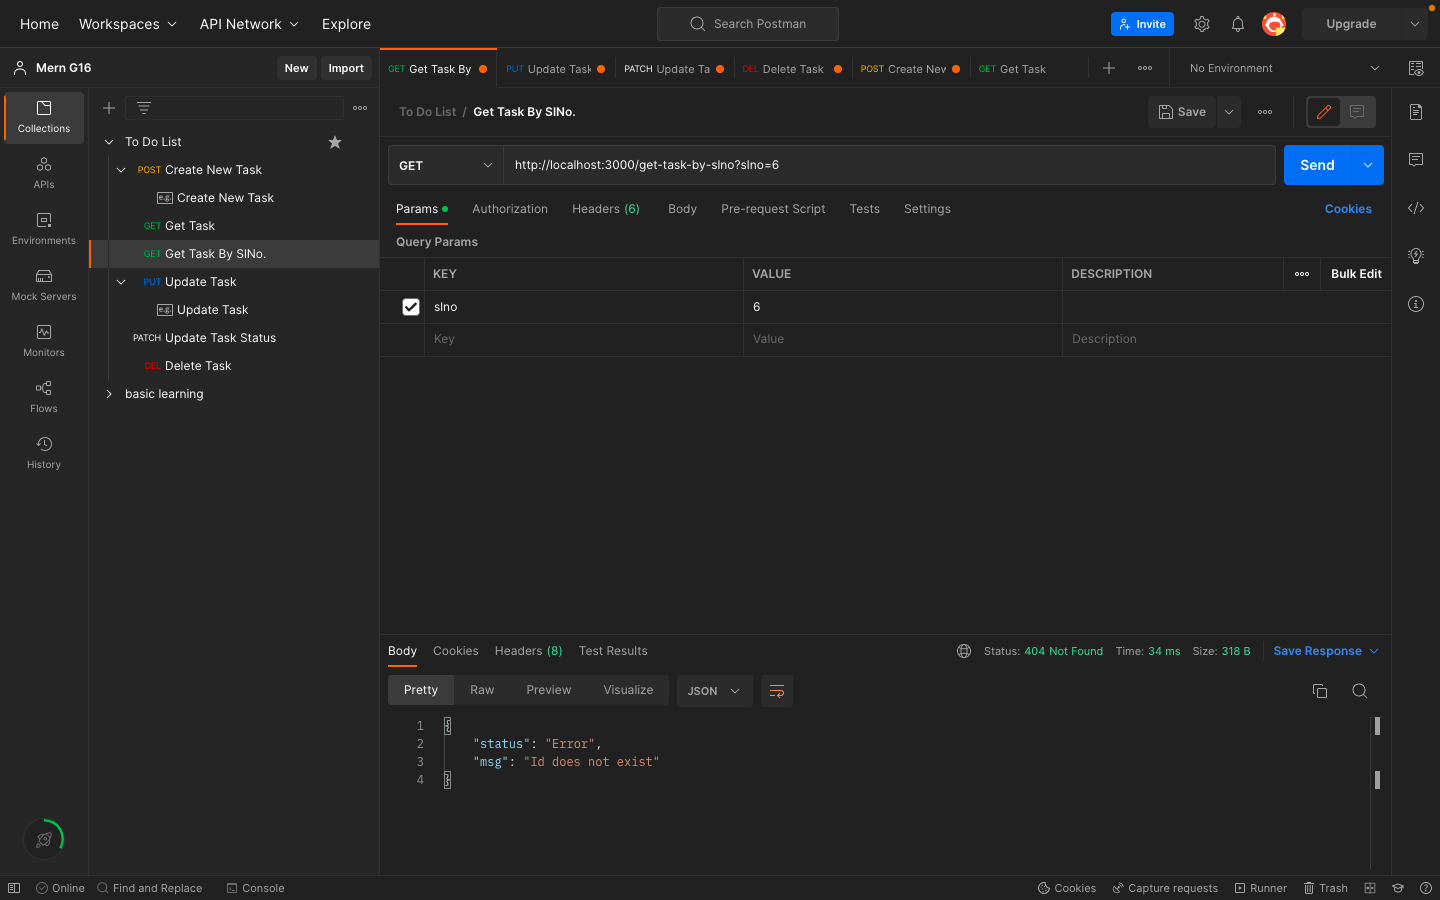 Home Workspaces API Network Explore Search Postman Invite Upgrade
Mern G16 New Import GET Get Task By PUT Update Task PATCH Update Ta DEL Delete Task POST Create New GET Get Task No Environment
Collections
APIs
Environments
Mock Servers
Monitors
Flows
History
To Do List
POST Create New Task
e.g. Create New Task
GET Get Task
GET Get Task By SlNo.
PUT Update Task
e.g. Update Task
PATCH Update Task Status
DEL Delete Task
basic learning
To Do List / Get Task By SlNo. Save
GET http://localhost:3000/get-task-by-slno?slno=6 Send
Params Authorization Headers (6) Body Pre-request Script Tests Settings Cookies
Query Params
KEY VALUE DESCRIPTION Bulk Edit
slno 6
Key Value Description
Body Cookies Headers (8) Test Results Status: 404 Not Found Time: 34 ms Size: 318 B Save Response
Pretty Raw Preview Visualize JSON
1 {
2 "status": "Error",
3 "msg": "Id does not exist"
4 }
Online Find and Replace Console Cookies Capture requests Runner Trash